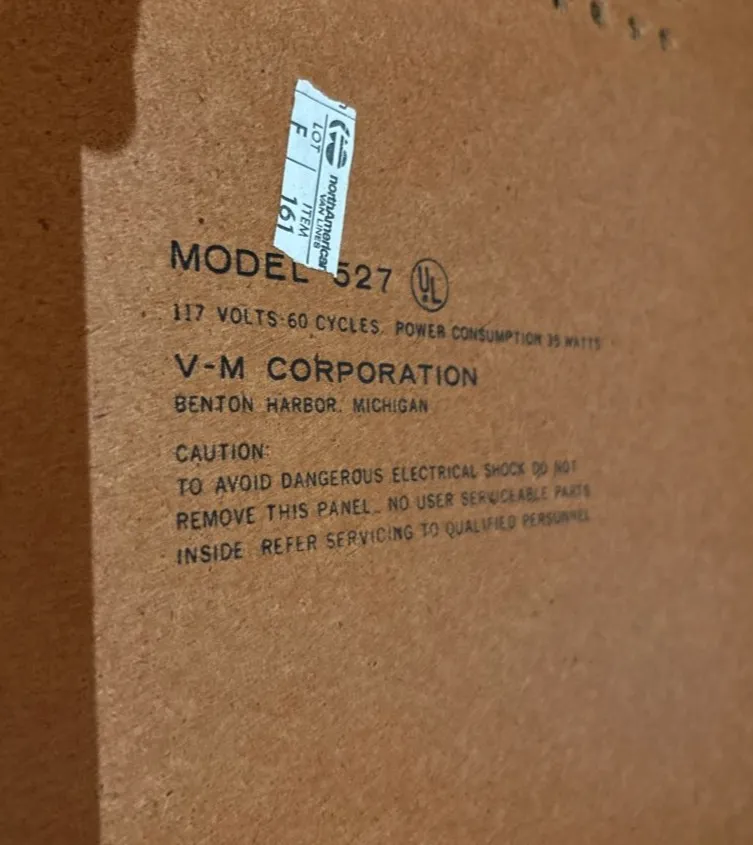 LOT
F
northAmerican
VAN LINES
ITEM
161
MODEL 527 UL
117 VOLTS-60 CYCLES. POWER CONSUMPTION 35 WATTS
V-M CORPORATION
BENTON HARBOR, MICHIGAN
CAUTION:
TO AVOID DANGEROUS ELECTRICAL SHOCK DO NOT
REMOVE THIS PANEL. NO USER SERVICEABLE PARTS
INSIDE REFER SERVICING TO QUALIFIED PERSONNEL